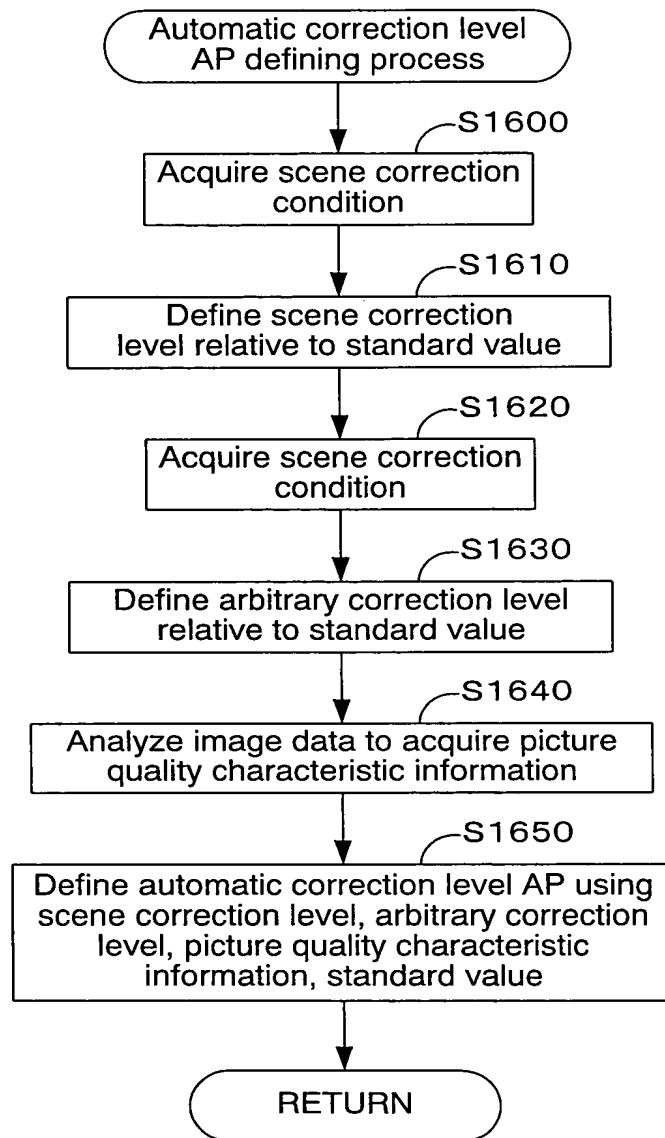 Automatic correction level
AP defining process
S1600
Acquire scene correction
condition
S1610
Define scene correction
level relative to standard value
S1620
Acquire scene correction
condition
S1630
Define arbitrary correction level
relative to standard value
S1640
Analyze image data to acquire picture
quality characteristic information
S1650
Define automatic correction level AP using
scene correction level, arbitrary correction
level, picture quality characteristic
information, standard value
RETURN